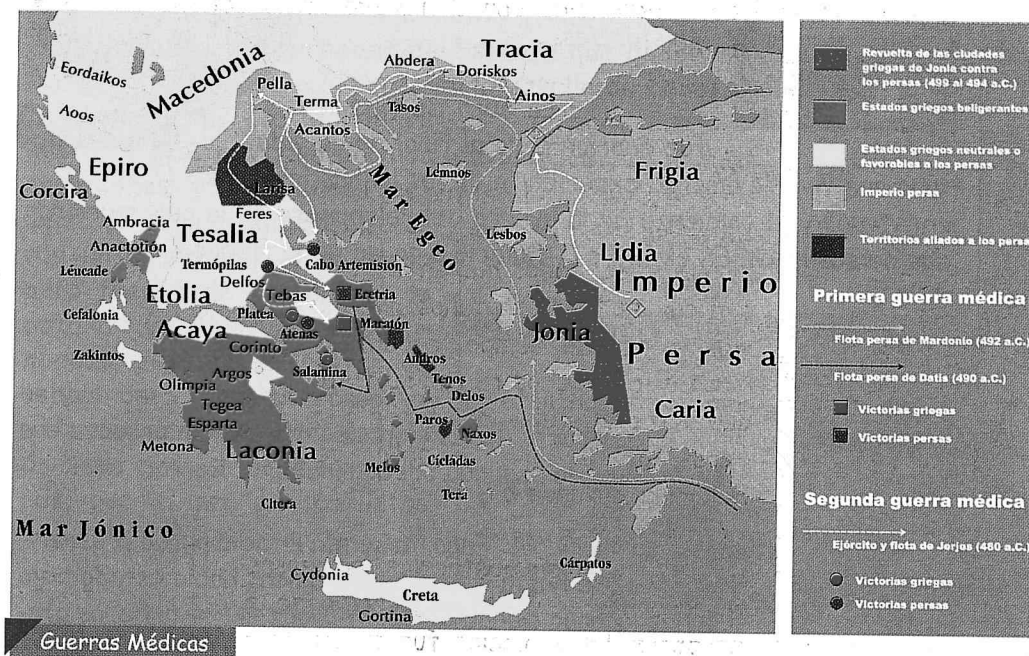 Tracia
Abdera
Doriskos
Macedonia
Eordaikos
Pella
Terma
Ainos
Aoos
Acantos
Tasos
Epiro
Frigia
Corcira
Larisa
Lemnos
Mar Egeo
Feres
Ambracia
Tesalia
Lesbos
Lidia
Anactotión
Termópilas
Cabo Artemisión
Imperio
Léucade
Delfos
Etolia
Tebas
Eretria
Cefalonia
Platea
Maratón
Jonia
Acaya
Atenas
Persa
Zakintos
Corinto
Andros
Argos
Salamina
Tenos
Olimpia
Delos
Tegea
Caria
Esparta
Paros
Naxos
Metona
Laconia
Melos
Cícladas
Tera
Citera
Mar Jónico
Cárpatos
Cydonia
Creta
Gortina
Guerras Médicas
Revuelta de las ciudades
griegas de Jonia contra
los persas (499 al 494 a.C.)
Estados griegos beligerantes
Estados griegos neutrales o
favorables a los persas
Imperio persa
Territorios aliados a los persa
Primera guerra médica
Flota persa de Mardonio (492 a.C.)
Flota persa de Datis (490 a.C.)
Victorias griegas
Victorias persas
Segunda guerra médica
Ejército y flota de Jerjes (480 a.C.)
Victorias griegas
Victorias persas